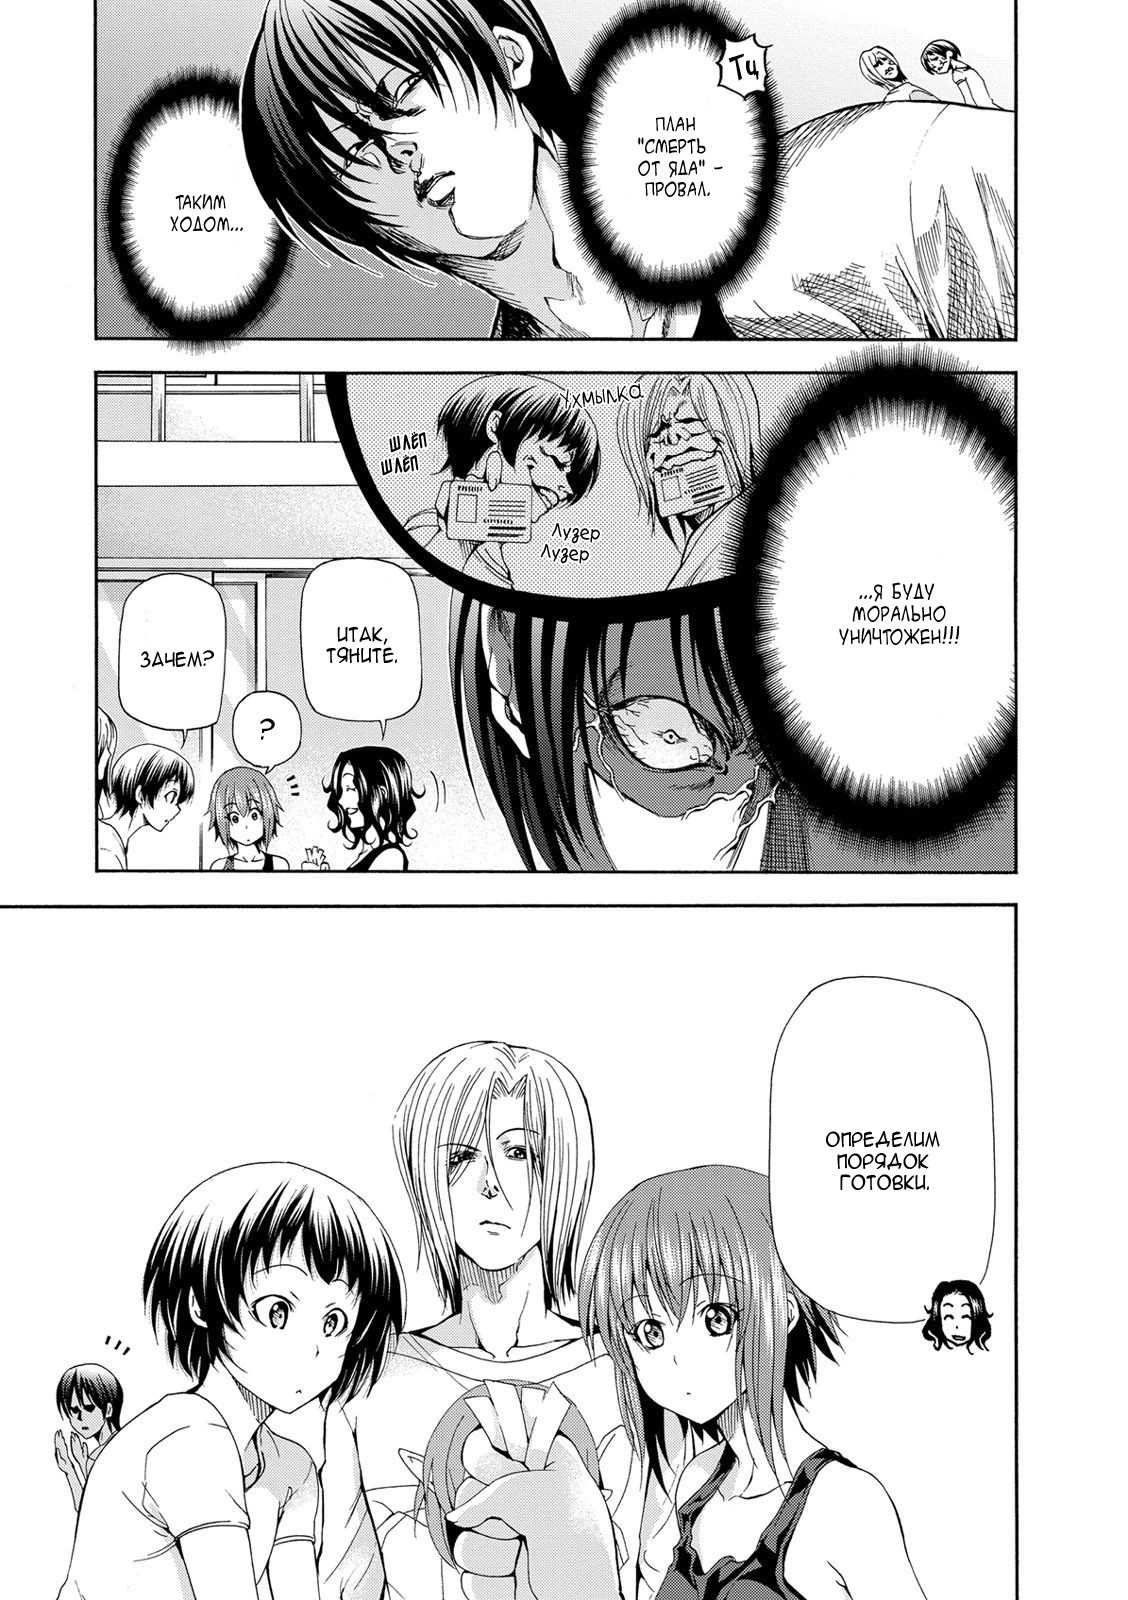 Тц
ПЛАН
"СМЕРТЬ
ОТ ЯДА" –
ПРОВАЛ.
ТАКИМ
ХОДОМ...
УХМЫЛКА
ШЛЁП
ШЛЁП
Лузер
Лузер
...Я БУДУ
МОРАЛЬНО
УНИЧТОЖЕН!!!
ИТАК,
ТЯНИТЕ.
?
ЗАЧЕМ?
ОПРЕДЕЛИМ
ПОРЯДОК
ГОТОВКИ.